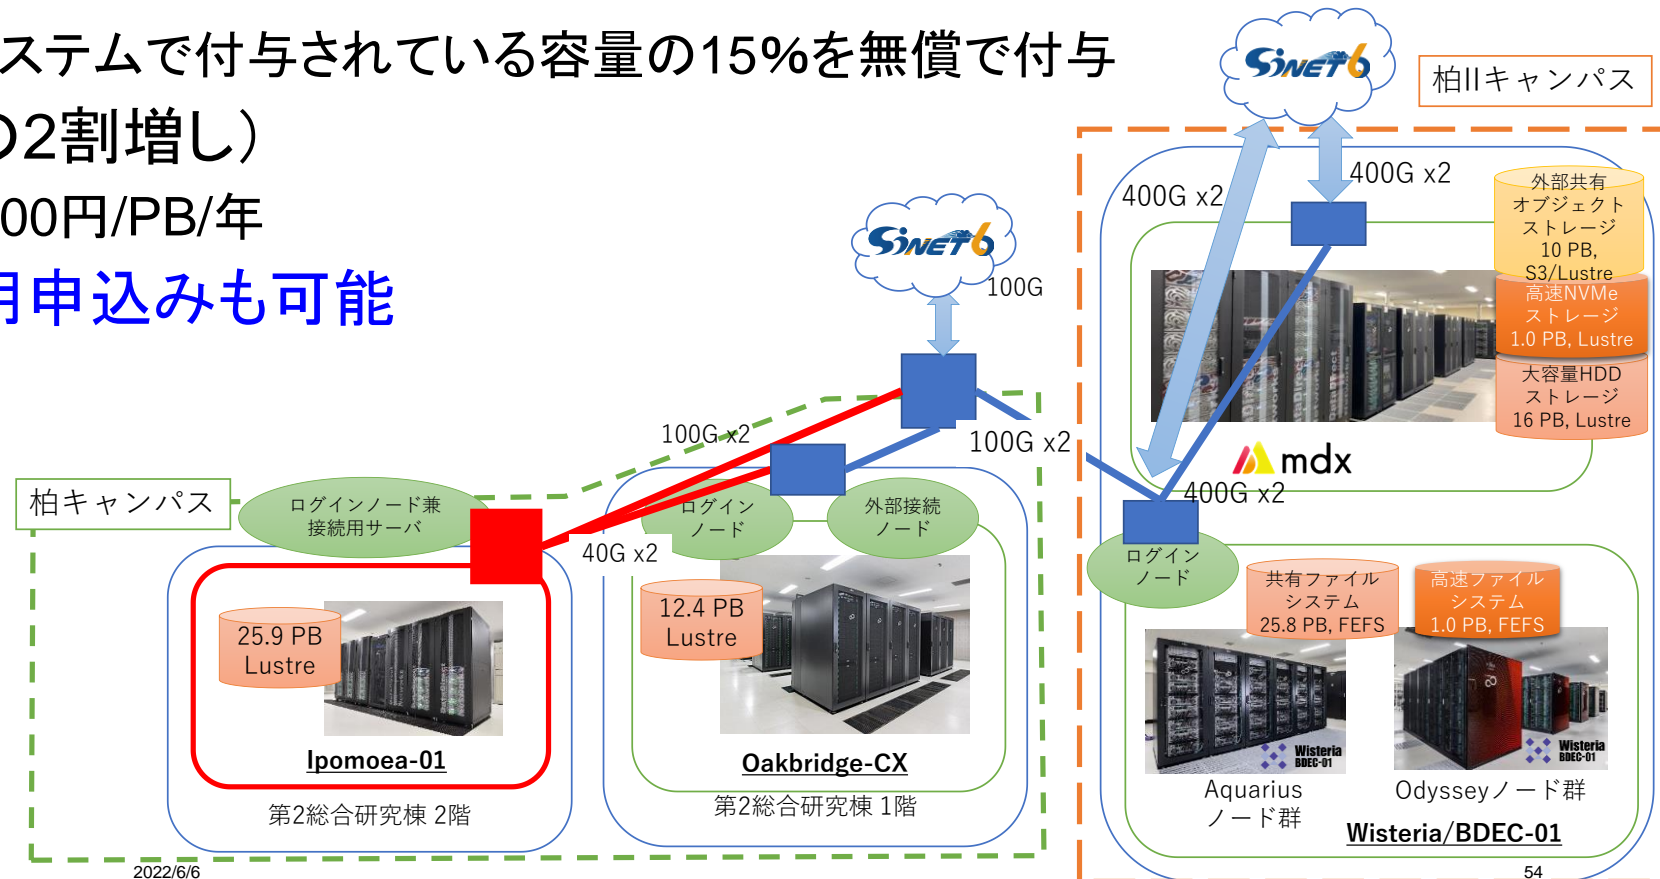 ステムで付与されている容量の15%を無償で付与
の2割増し）
00円/PB/年
用申込みも可能
SINET6
柏IIキャンパス
400G x2
400G x2
外部共有
オブジェクト
ストレージ
10 PB,
S3/Lustre
高速NVMe
ストレージ
1.0 PB, Lustre
大容量HDD
ストレージ
16 PB, Lustre
mdx
SINET6
100G
100G x2
100G x2
400G x2
柏キャンパス
ログインノード兼
接続用サーバ
40G x2
ログイン
ノード
外部接続
ノード
ログイン
ノード
25.9 PB
Lustre
Ipomoea-01
第2総合研究棟 2階
12.4 PB
Lustre
Oakbridge-CX
第2総合研究棟 1階
共有ファイル
システム
25.8 PB, FEFS
高速ファイル
システム
1.0 PB, FEFS
Wisteria
BDEC-01
Wisteria
BDEC-01
Aquarius
ノード群
Odysseyノード群
Wisteria/BDEC-01
2022/6/6
54